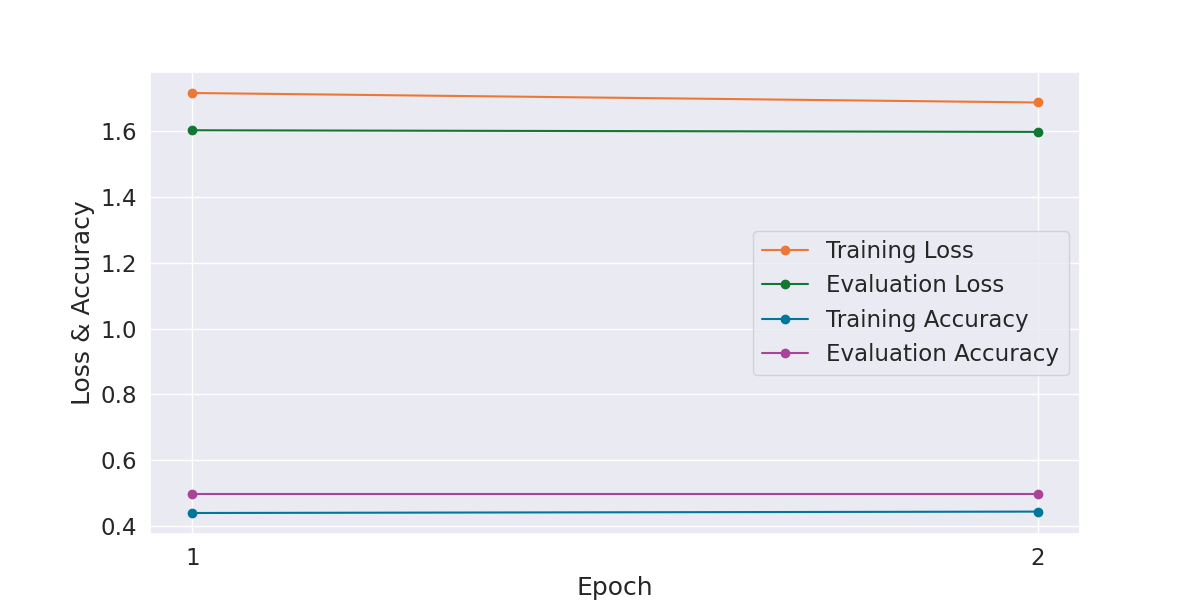 1.6
1.4
1.2
1.0
0.8
0.6
0.4
Loss & Accuracy
Training Loss
Evaluation Loss
Training Accuracy
Evaluation Accuracy
1 2
Epoch